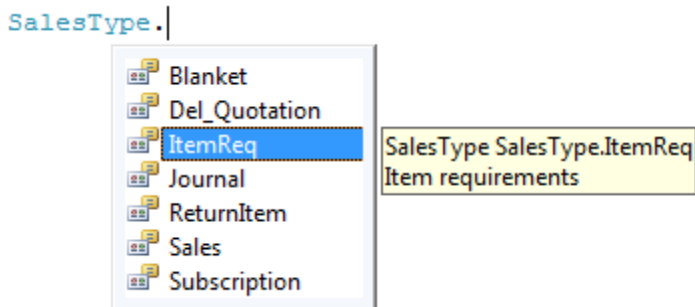 SalesType.
Blanket
Del_Quotation
ItemReq
SalesType SalesType.ItemReq
Item requirements
Journal
ReturnItem
Sales
Subscription